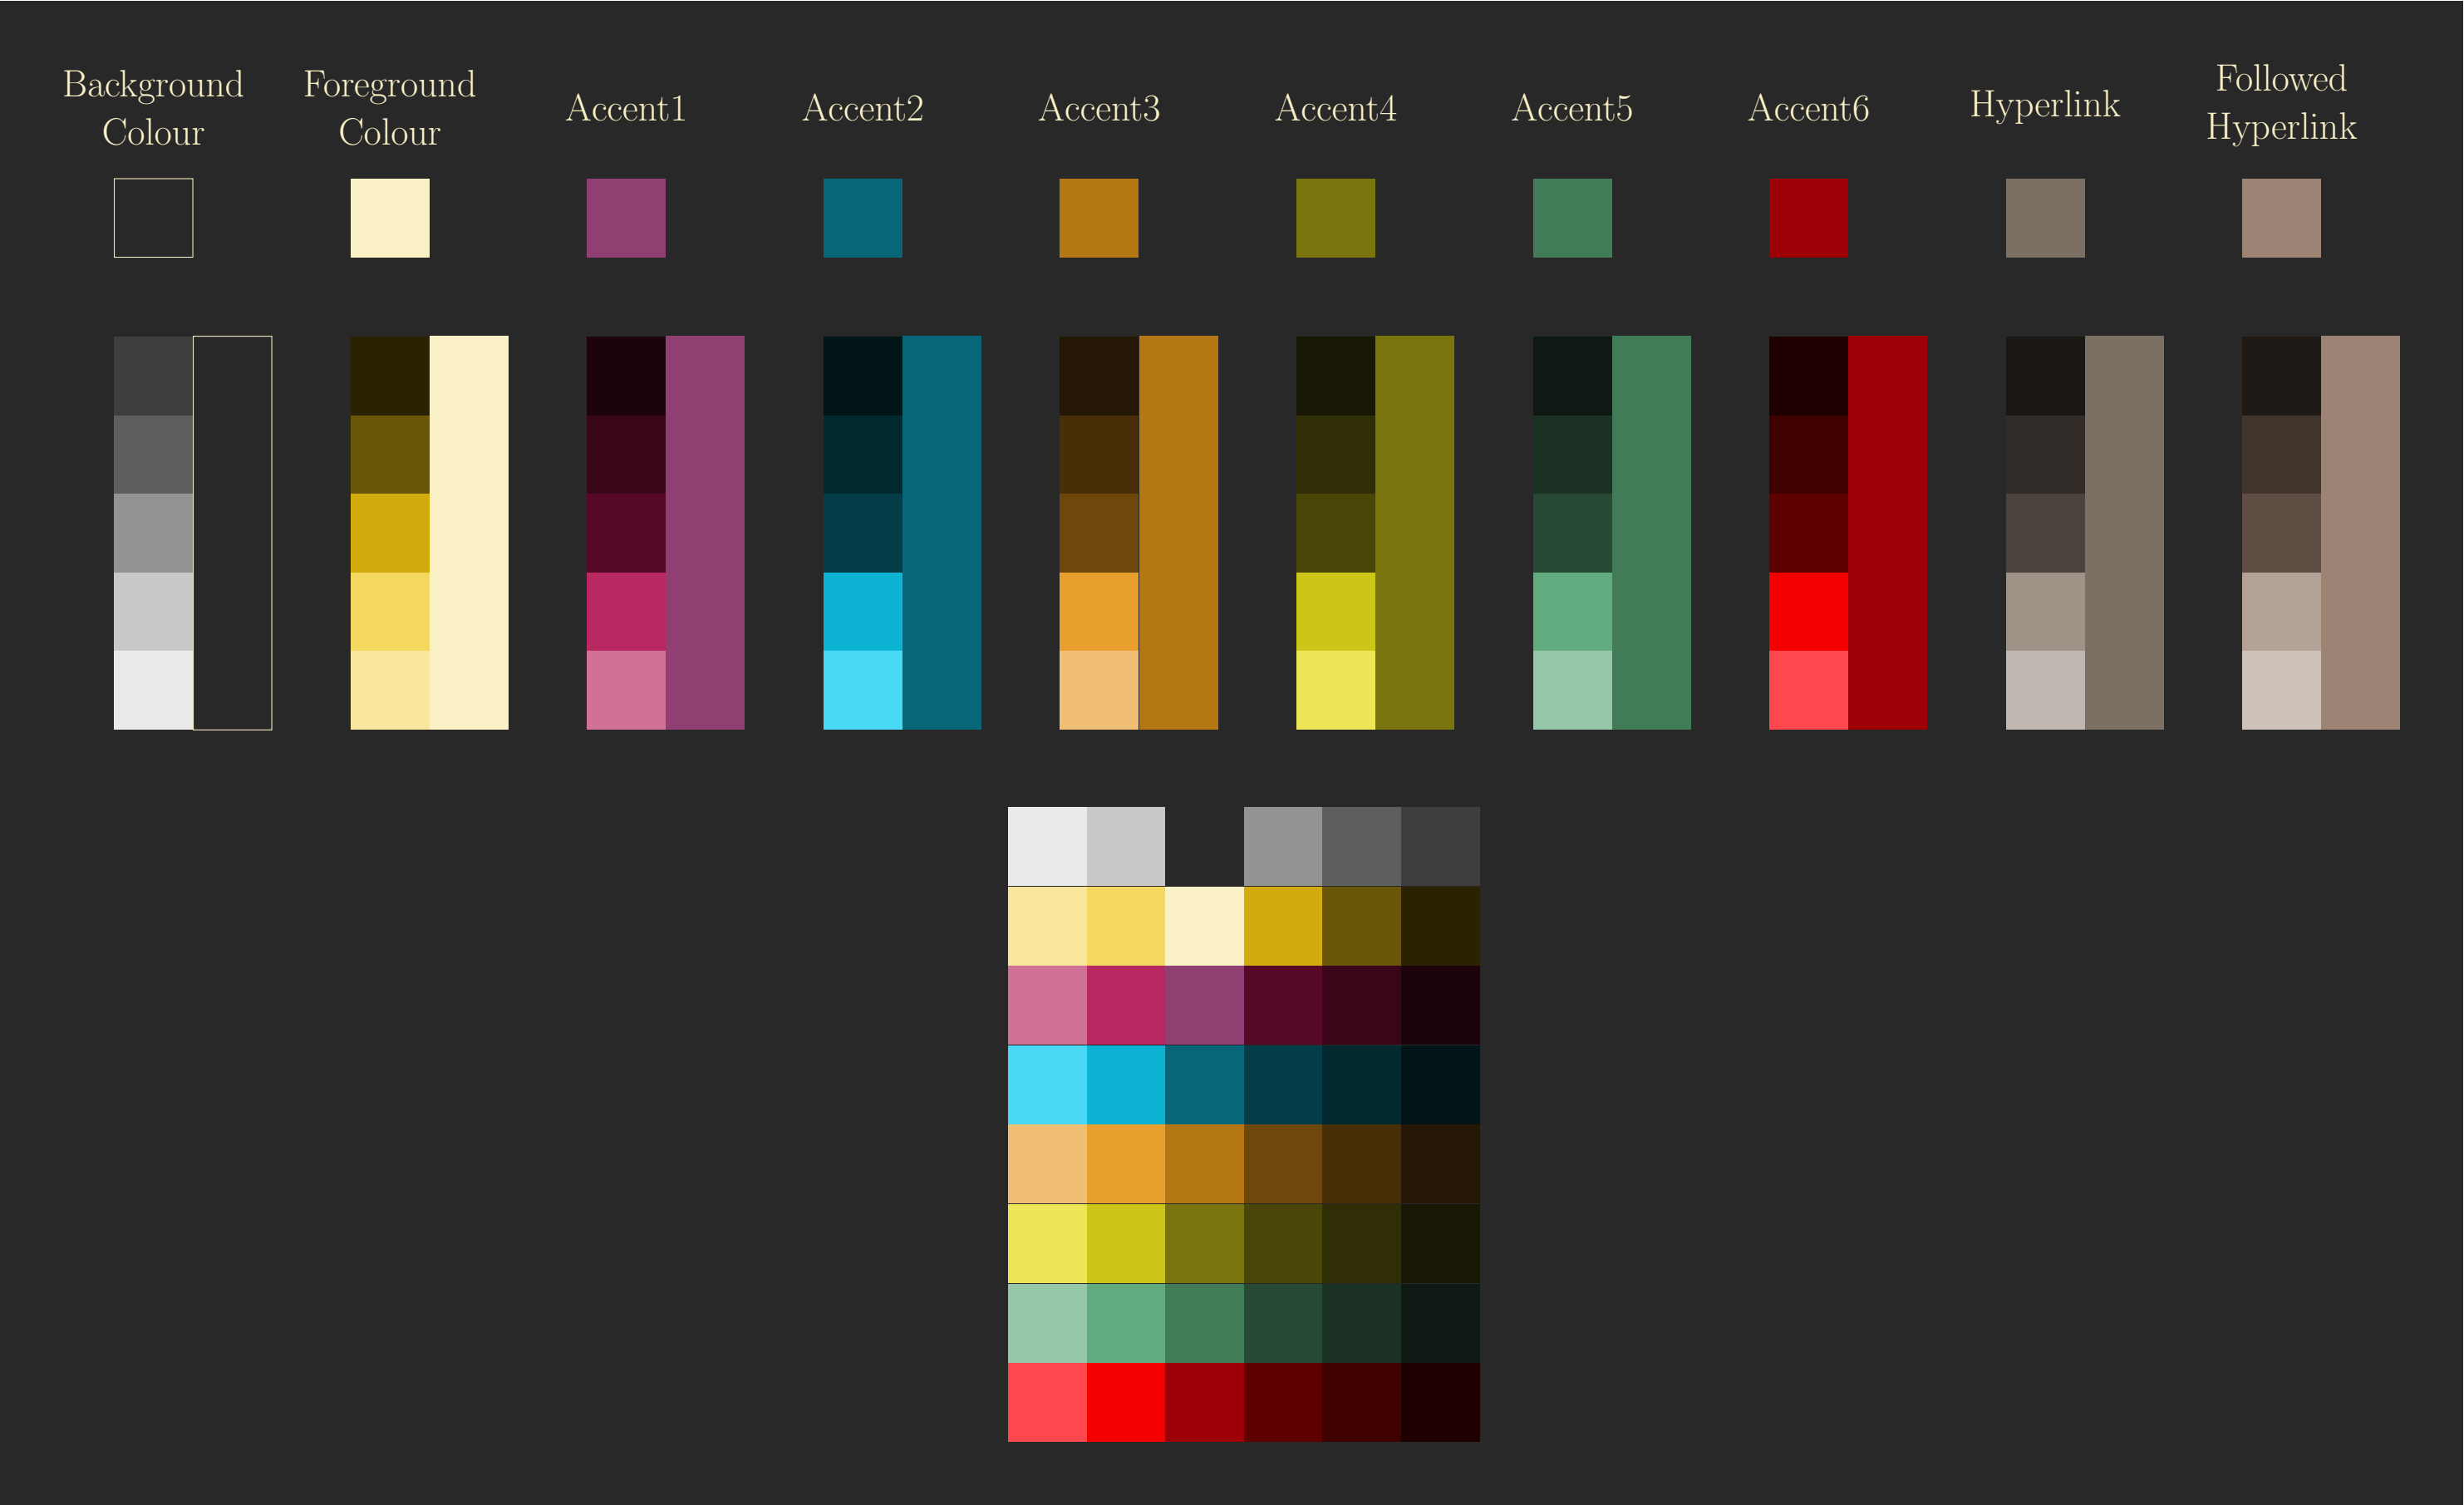 Background
Colour
Foreground
Colour
Accent1
Accent2
Accent3
Accent4
Accent5
Accent6
Hyperlink
Followed
Hyperlink